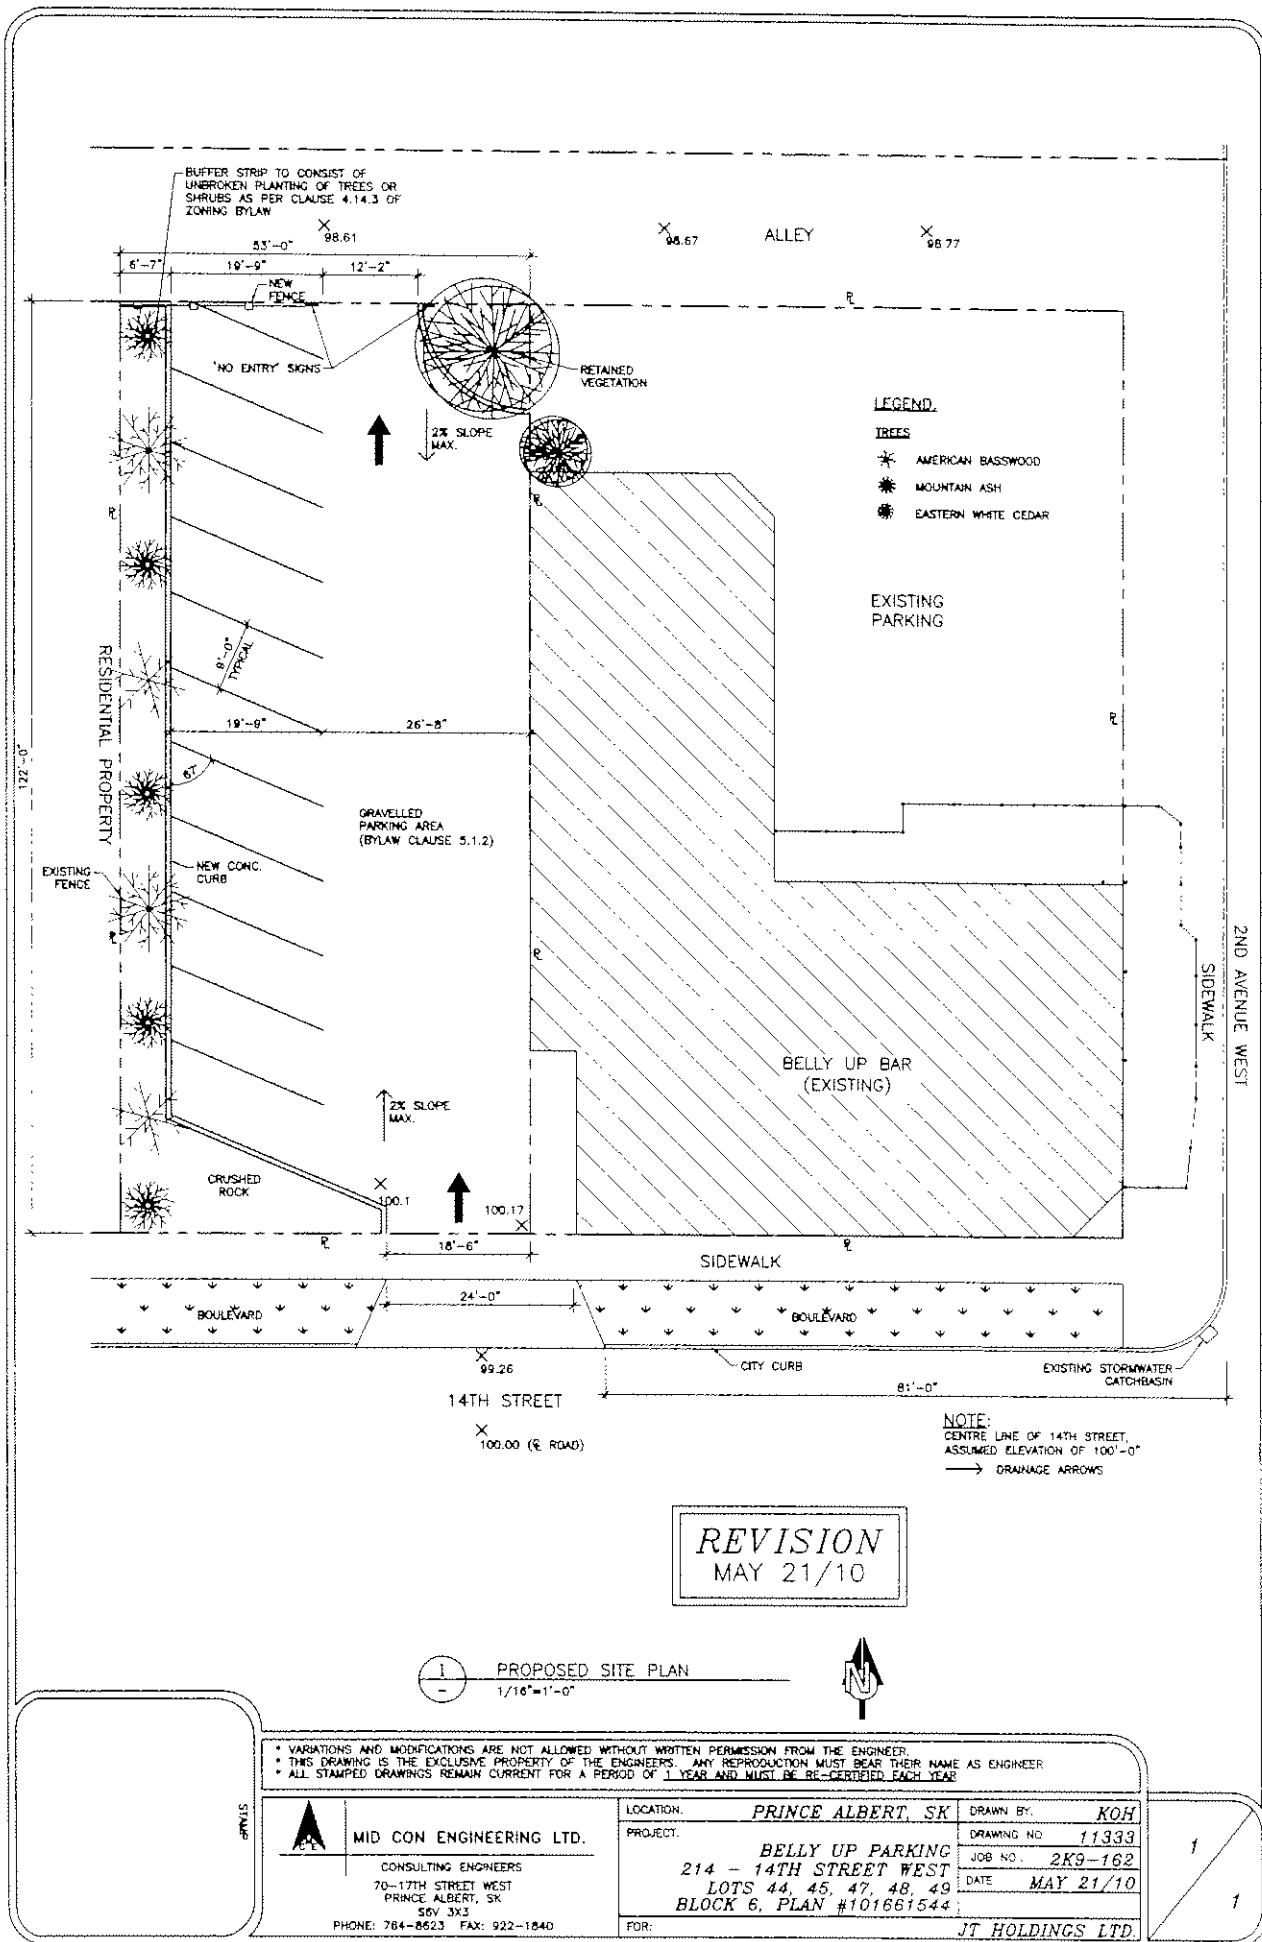 BUFFER STRIP TO CONSIST OF
UNBROKEN PLANTING OF TREES OR
SHRUBS AS PER CLAUSE 4.14.3 OF
ZONING BYLAW
98.61
98.67
ALLEY
98.77
53'-0"
6'-7"
19'-9"
12'-2"
NEW
FENCE
'NO ENTRY' SIGNS
RETAINED
VEGETATION
2% SLOPE
MAX.
LEGEND.
TREES
AMERICAN BASSWOOD
MOUNTAIN ASH
EASTERN WHITE CEDAR
EXISTING
PARKING
RESIDENTIAL PROPERTY
9'-0"
TYPICAL
19'-9"
26'-8"
122'-0"
67°
GRAVELLED
PARKING AREA
(BYLAW CLAUSE 5.1.2)
EXISTING
FENCE
NEW CONC.
CURB
2ND AVENUE WEST
SIDEWALK
BELLY UP BAR
(EXISTING)
2% SLOPE
MAX.
CRUSHED
ROCK
100.1
100.17
18'-6"
SIDEWALK
24'-0"
BOULEVARD
BOULEVARD
99.26
CITY CURB
EXISTING STORMWATER
CATCHBASIN
81'-0"
14TH STREET
100.00 (℄ ROAD)
NOTE:
CENTRE LINE OF 14TH STREET,
ASSUMED ELEVATION OF 100'-0"
DRAINAGE ARROWS
REVISION
MAY 21/10
1
-
PROPOSED SITE PLAN
1/16"=1'-0"
N
* VARIATIONS AND MODIFICATIONS ARE NOT ALLOWED WITHOUT WRITTEN PERMISSION FROM THE ENGINEER.
* THIS DRAWING IS THE EXCLUSIVE PROPERTY OF THE ENGINEERS. ANY REPRODUCTION MUST BEAR THEIR NAME AS ENGINEER
* ALL STAMPED DRAWINGS REMAIN CURRENT FOR A PERIOD OF 1 YEAR AND MUST BE RE-CERTIFIED EACH YEAR
STAMP
MID CON ENGINEERING LTD.
CONSULTING ENGINEERS
70-17TH STREET WEST
PRINCE ALBERT, SK
S6V 3X3
PHONE: 764-8623 FAX: 922-1840
LOCATION. PRINCE ALBERT, SK
PROJECT.
BELLY UP PARKING
214 - 14TH STREET WEST
LOTS 44, 45, 47, 48, 49
BLOCK 6, PLAN #101661544
FOR: JT HOLDINGS LTD.
DRAWN BY. KOH
DRAWING NO 11333
JOB NO. 2K9-162
DATE MAY 21/10
1
1